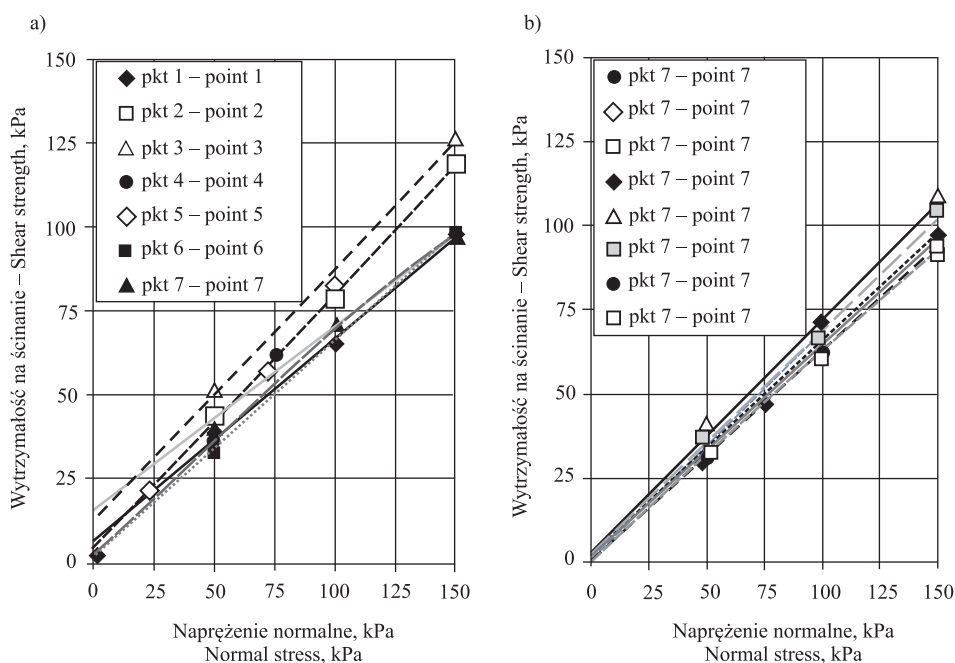 a)
Wytrzymałość na ścinanie – Shear strength, kPa
150
125
100
75
50
25
0
pkt 1 – point 1
pkt 2 – point 2
pkt 3 – point 3
pkt 4 – point 4
pkt 5 – point 5
pkt 6 – point 6
pkt 7 – point 7
0 25 50 75 100 125 150
Naprężenie normalne, kPa
Normal stress, kPa
b)
Wytrzymałość na ścinanie – Shear strength, kPa
150
125
100
75
50
25
0
pkt 7 – point 7
pkt 7 – point 7
pkt 7 – point 7
pkt 7 – point 7
pkt 7 – point 7
pkt 7 – point 7
pkt 7 – point 7
pkt 7 – point 7
0 25 50 75 100 125 150
Naprężenie normalne, kPa
Normal stress, kPa